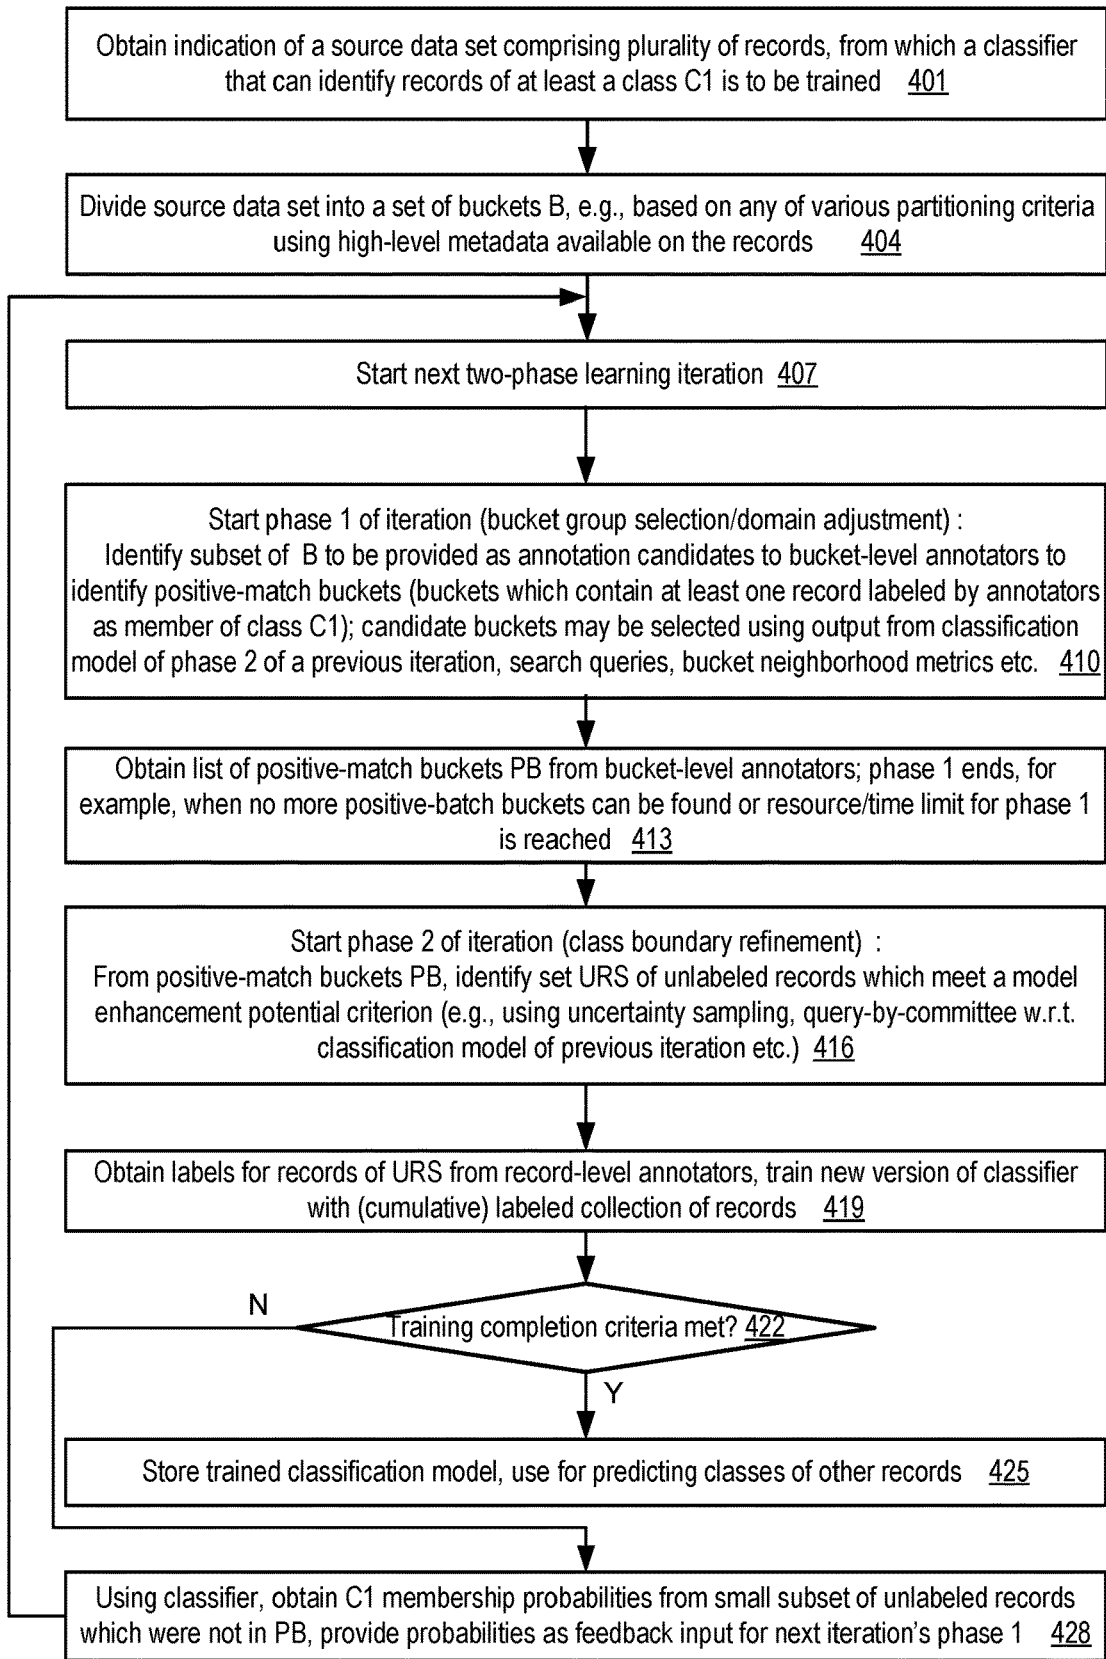 Obtain indication of a source data set comprising plurality of records, from which a classifier
that can identify records of at least a class C1 is to be trained 401
Divide source data set into a set of buckets B, e.g., based on any of various partitioning criteria
using high-level metadata available on the records 404
Start next two-phase learning iteration 407
Start phase 1 of iteration (bucket group selection/domain adjustment) :
Identify subset of B to be provided as annotation candidates to bucket-level annotators to
identify positive-match buckets (buckets which contain at least one record labeled by annotators
as member of class C1); candidate buckets may be selected using output from classification
model of phase 2 of a previous iteration, search queries, bucket neighborhood metrics etc. 410
Obtain list of positive-match buckets PB from bucket-level annotators; phase 1 ends, for
example, when no more positive-batch buckets can be found or resource/time limit for phase 1
is reached 413
Start phase 2 of iteration (class boundary refinement) :
From positive-match buckets PB, identify set URS of unlabeled records which meet a model
enhancement potential criterion (e.g., using uncertainty sampling, query-by-committee w.r.t.
classification model of previous iteration etc.) 416
Obtain labels for records of URS from record-level annotators, train new version of classifier
with (cumulative) labeled collection of records 419
N
Training completion criteria met? 422
Y
Store trained classification model, use for predicting classes of other records 425
Using classifier, obtain C1 membership probabilities from small subset of unlabeled records
which were not in PB, provide probabilities as feedback input for next iteration's phase 1 428